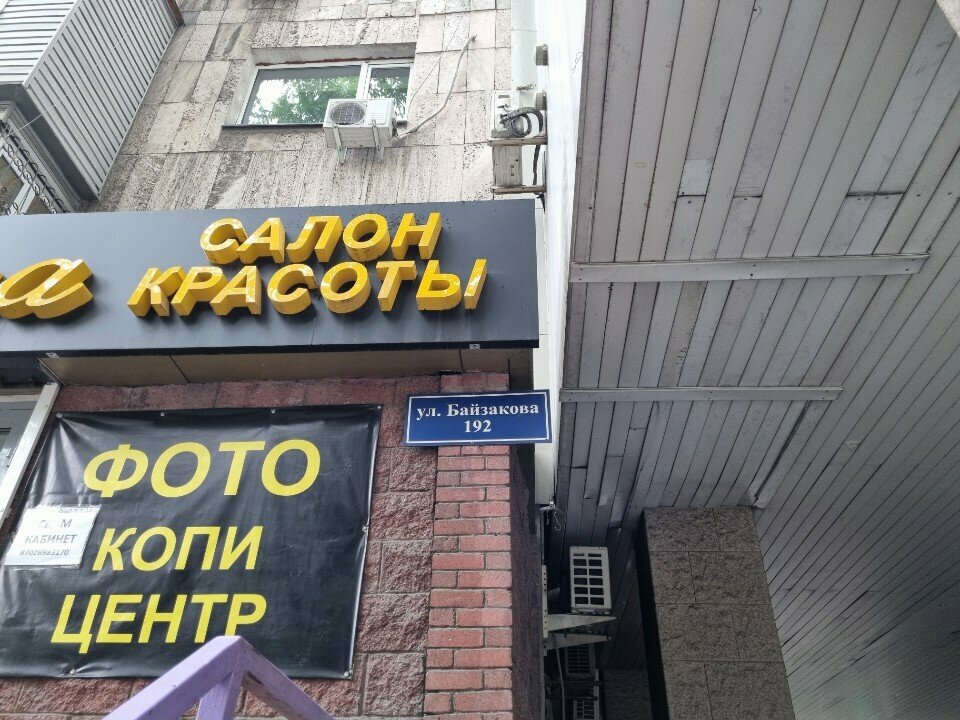 САЛОН
КРАСОТЫ
ул. Байзакова
192
ФОТО
КОПИ
ЦЕНТР
КАБИНЕТ